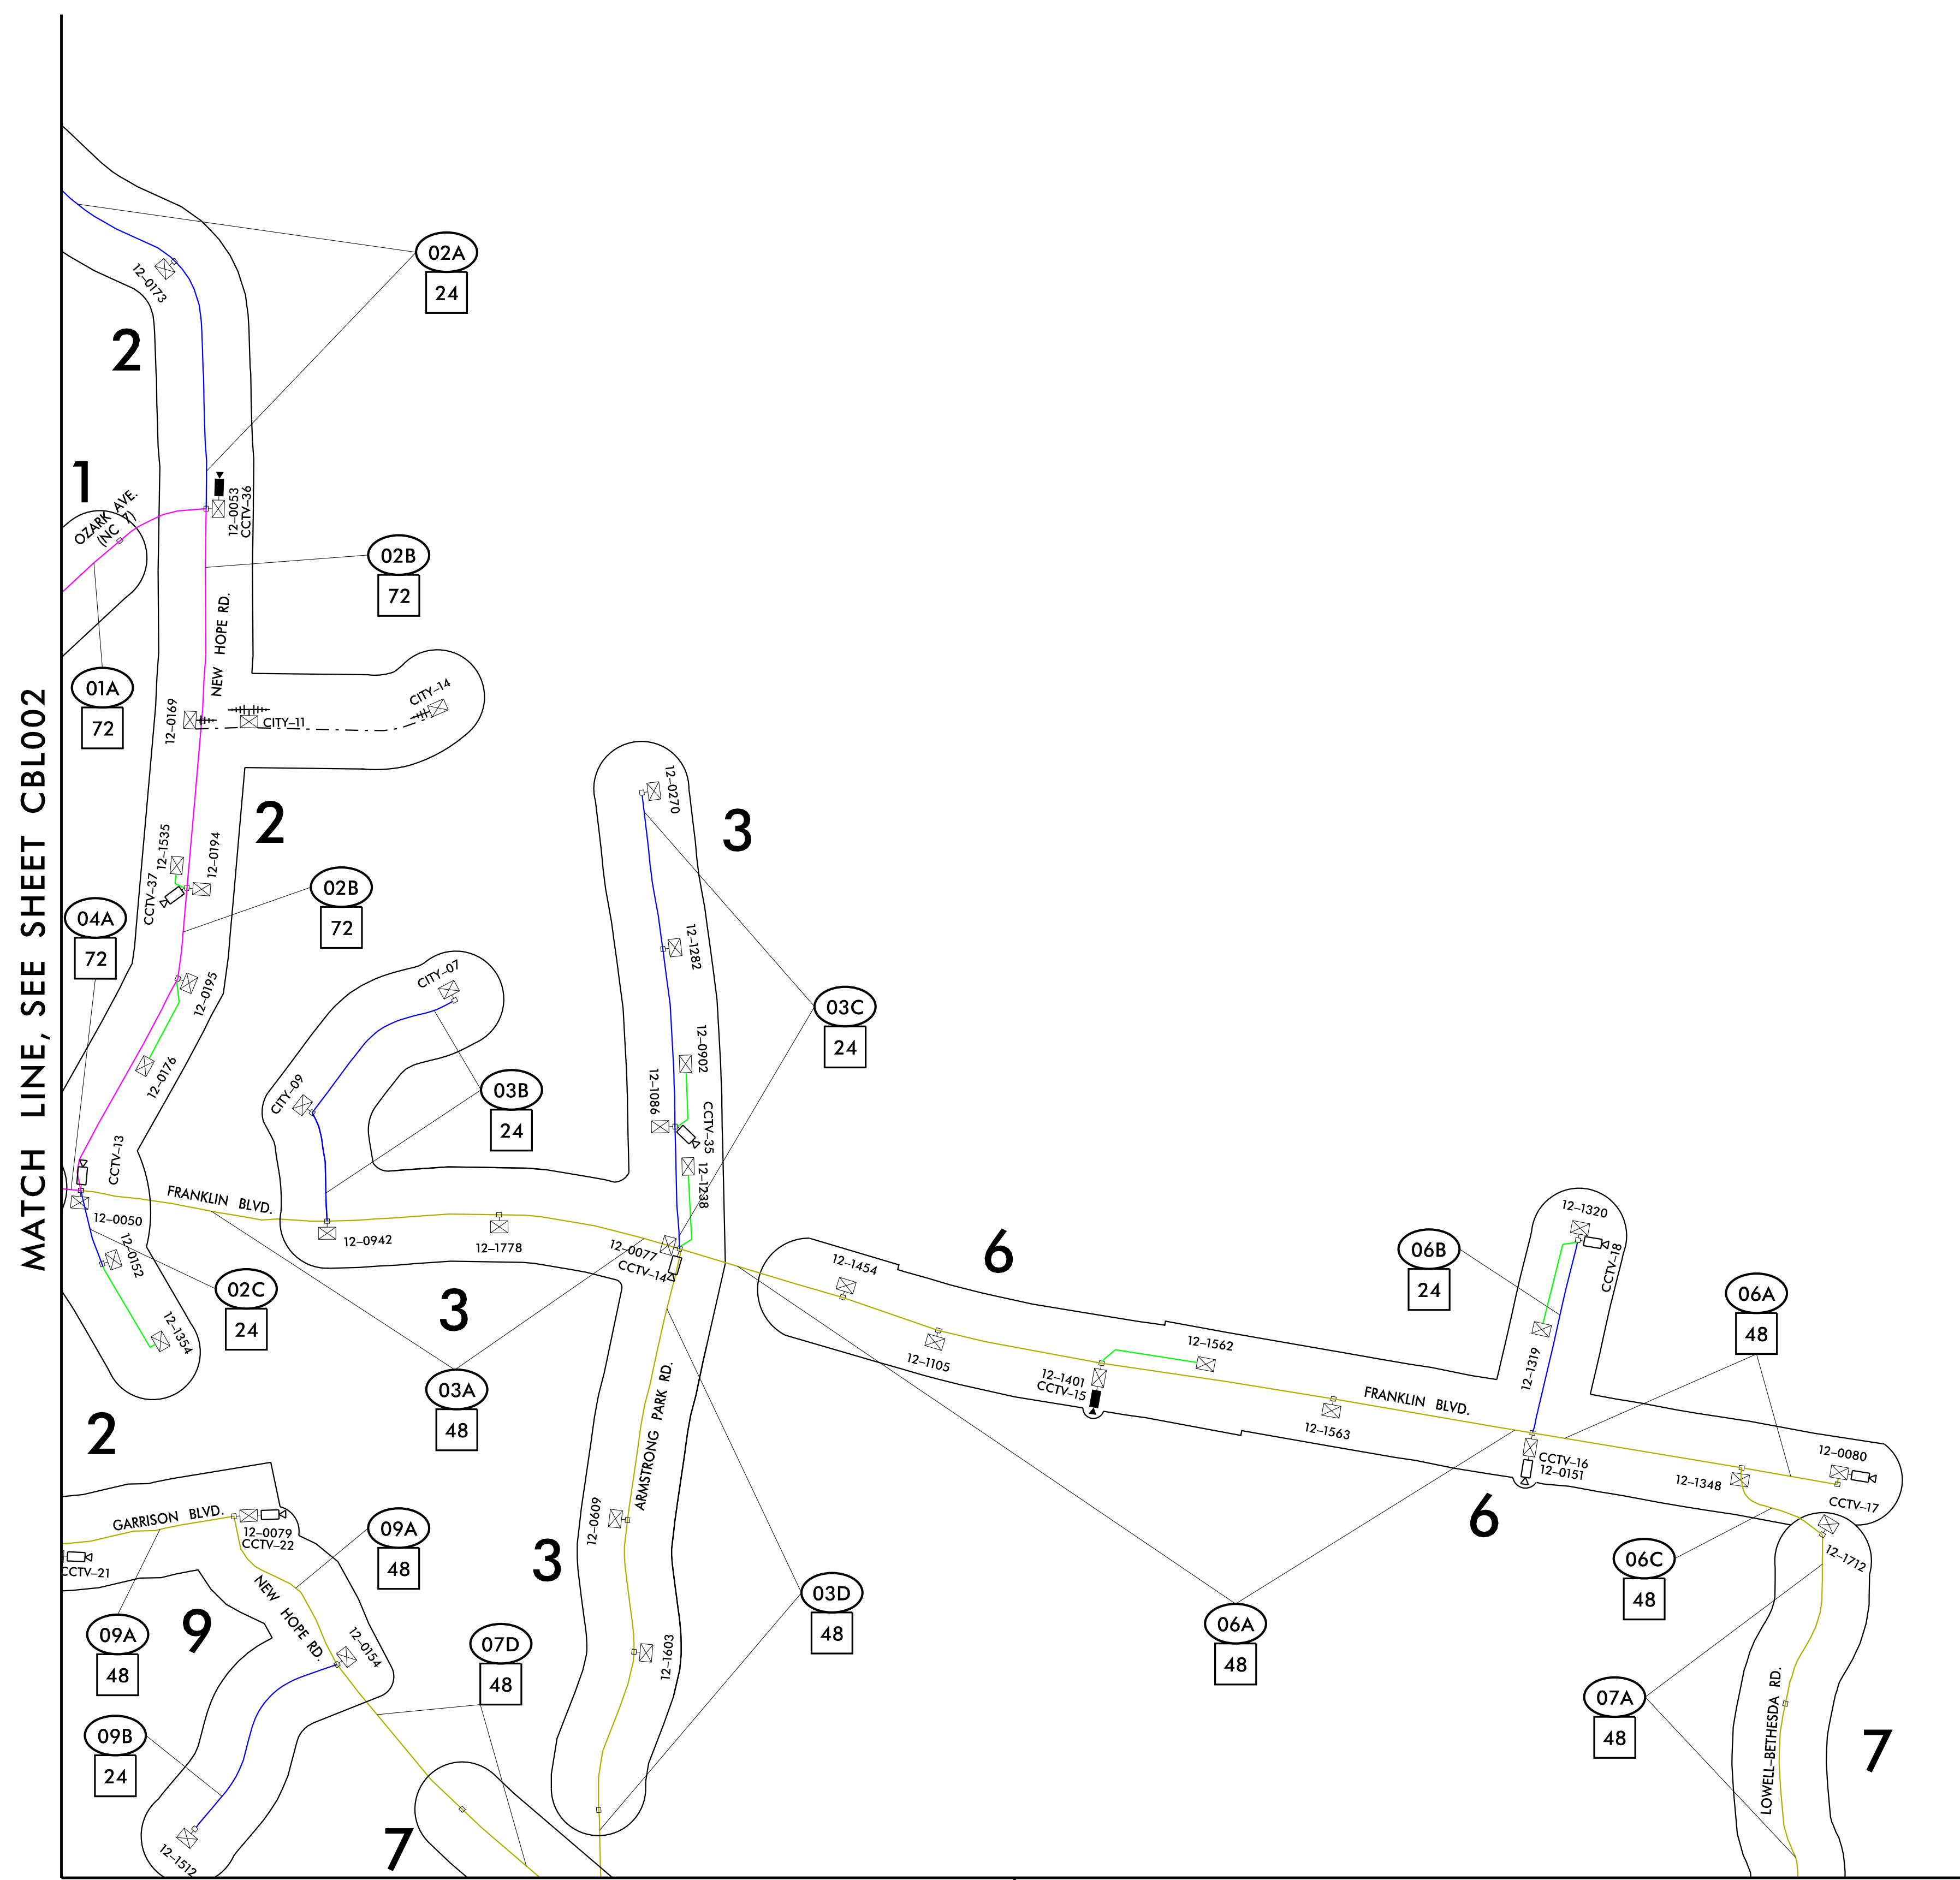 MATCH LINE, SEE SHEET CBL002
02A
24
12-0173
2
1
OZARK AVE.
(NC 7)
12-0053
CCTV-36
02B
72
NEW HOPE RD.
01A
72
12-0169
CITY-11
CITY-14
2
3
12-0270
12-1535
12-0194
CCTV-37
02B
72
04A
72
12-0195
12-0176
12-1282
CITY-07
03C
24
CITY-09
03B
24
12-0902
12-1086
CCTV-35
12-1238
CCTV-13
FRANKLIN BLVD.
12-0050
12-0152
12-0942
12-1778
12-0077
CCTV-14
02C
24
12-1354
3
03A
48
6
12-1454
12-1105
12-1562
12-1401
CCTV-15
12-1563
FRANKLIN BLVD.
06B
24
12-1320
CCTV-18
12-1319
06A
48
CCTV-16
12-0151
12-1348
12-0080
CCTV-17
6
12-1712
06C
48
2
ARMSTRONG PARK RD.
12-0609
3
GARRISON BLVD.
12-0079
CCTV-22
CCTV-21
09A
48
NEW HOPE RD.
9
09A
48
12-0154
07D
48
03D
48
12-1603
06A
48
09B
24
12-1512
7
07A
48
LOWELL-BETHESDA RD.
7